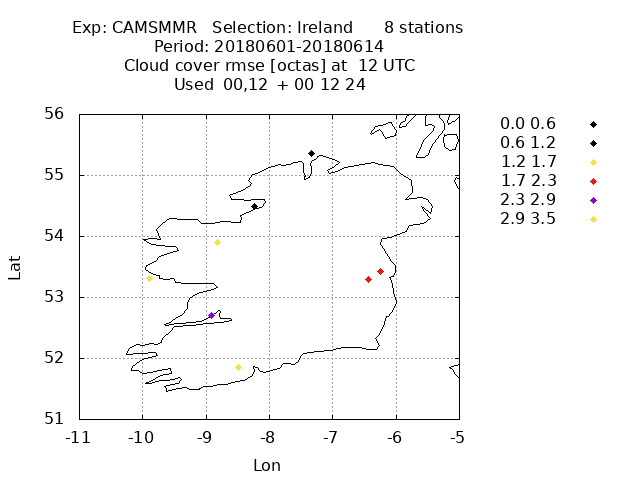 Exp: CAMSMMR   Selection: Ireland      8 stations
Period: 20180601-20180614
Cloud cover rmse [octas] at  12 UTC
Used  00,12  + 00 12 24
0.0 0.6
0.6 1.2
1.2 1.7
1.7 2.3
2.3 2.9
2.9 3.5
56
55
54
53
52
51
Lat
-11 -10 -9 -8 -7 -6 -5
Lon